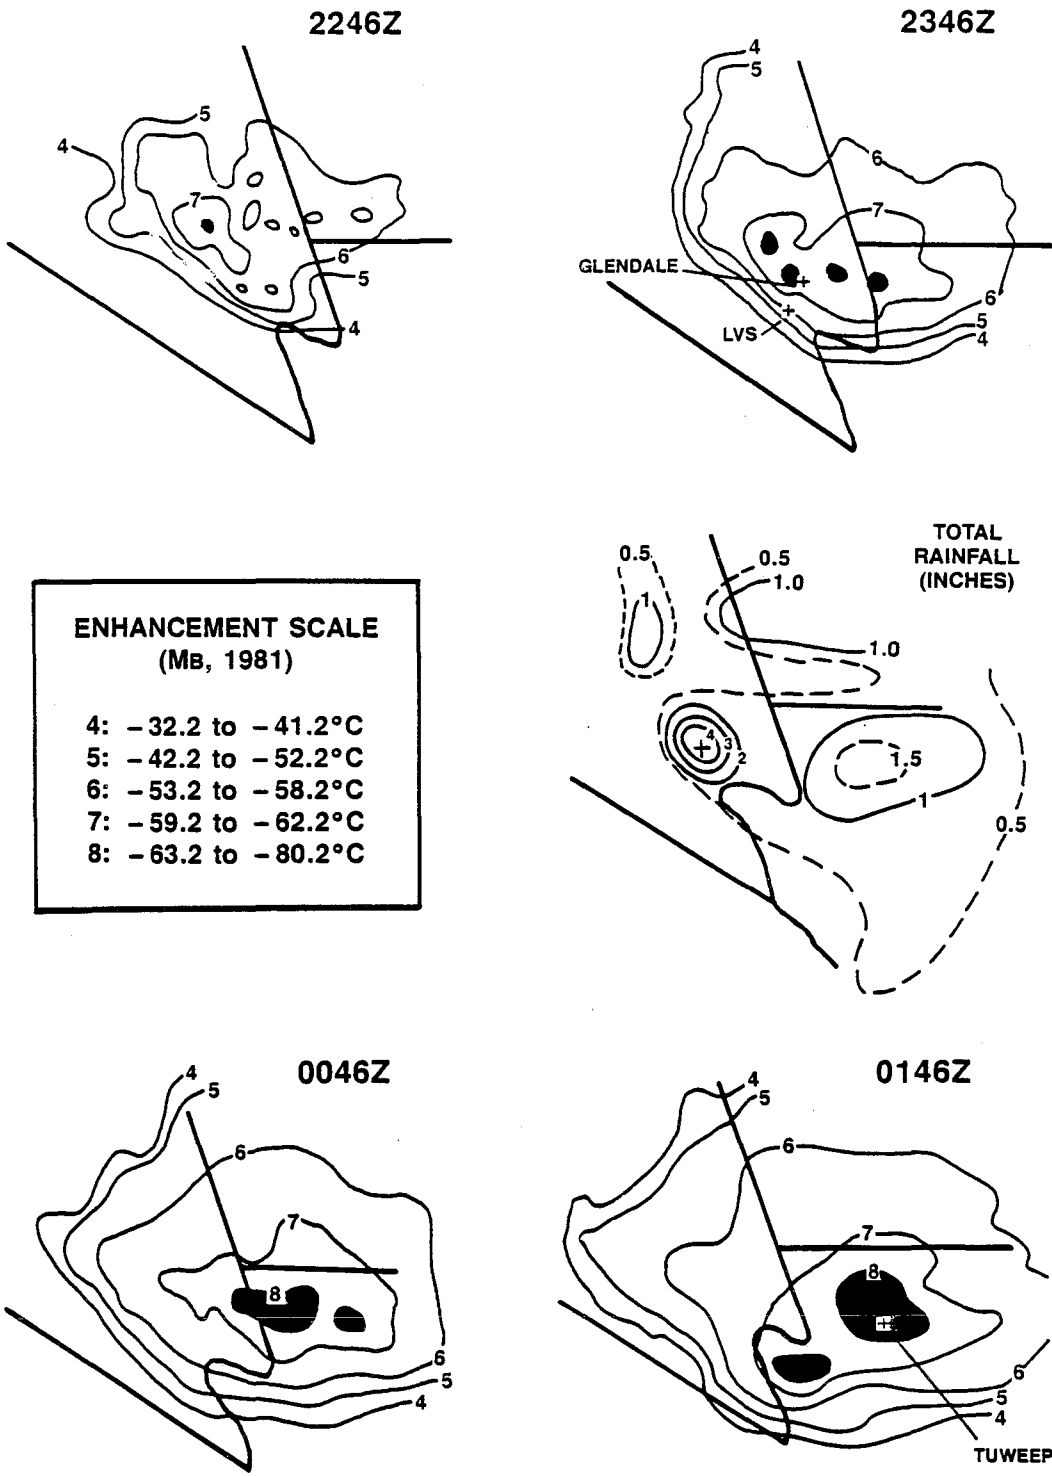 2246Z
4
5
7
6
5
4
2346Z
4
5
6
7
GLENDALE
LVS
6
5
4
ENHANCEMENT SCALE
(MB, 1981)
4: -32.2 to -41.2°C
5: -42.2 to -52.2°C
6: -53.2 to -58.2°C
7: -59.2 to -62.2°C
8: -63.2 to -80.2°C
TOTAL
RAINFALL
(INCHES)
0.5
1
0.5
1.0
1.0
4
3
2
1.5
1
0.5
0046Z
4
5
6
7
8
6
5
4
0146Z
4
5
6
7
8
6
5
4
TUWEEP